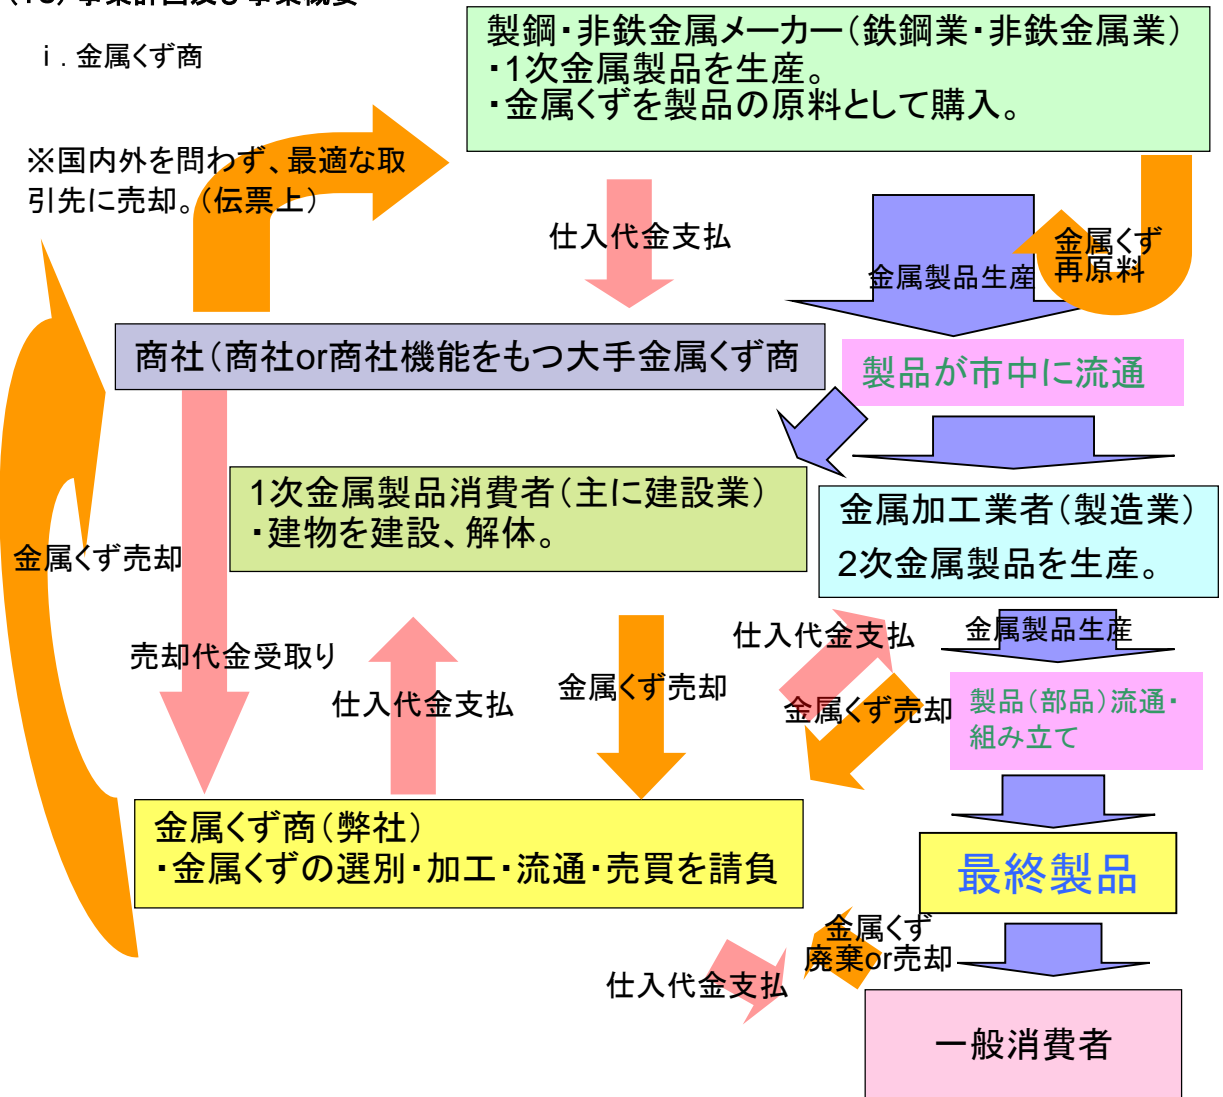 事業計画及び事業概要
ⅰ．金属くず商
製鋼・非鉄金属メーカー（鉄鋼業・非鉄金属業）
・1次金属製品を生産。
・金属くずを製品の原料として購入。
※国内外を問わず、最適な取
引先に売却。（伝票上）
仕入代金支払
金属くず
再原料
金属製品生産
商社（商社or商社機能をもつ大手金属くず商
製品が市中に流通
1次金属製品消費者（主に建設業）
・建物を建設、解体。
金属加工業者（製造業）
2次金属製品を生産。
金属くず売却
売却代金受取り
仕入代金支払
金属くず売却
仕入代金支払
金属くず売却
金属製品生産
製品（部品）流通・
組み立て
金属くず商（弊社）
・金属くずの選別・加工・流通・売買を請負
最終製品
金属くず
廃棄or売却
仕入代金支払
一般消費者